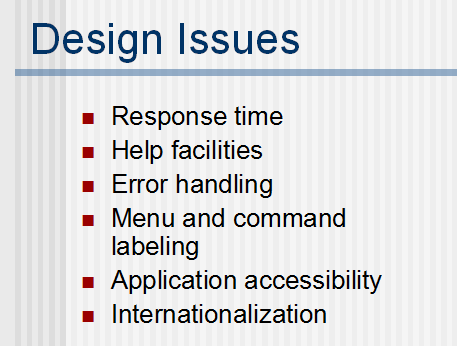 Design Issues
Response time
Help facilities
Error handling
Menu and command
labeling
Application accessibility
Internationalization